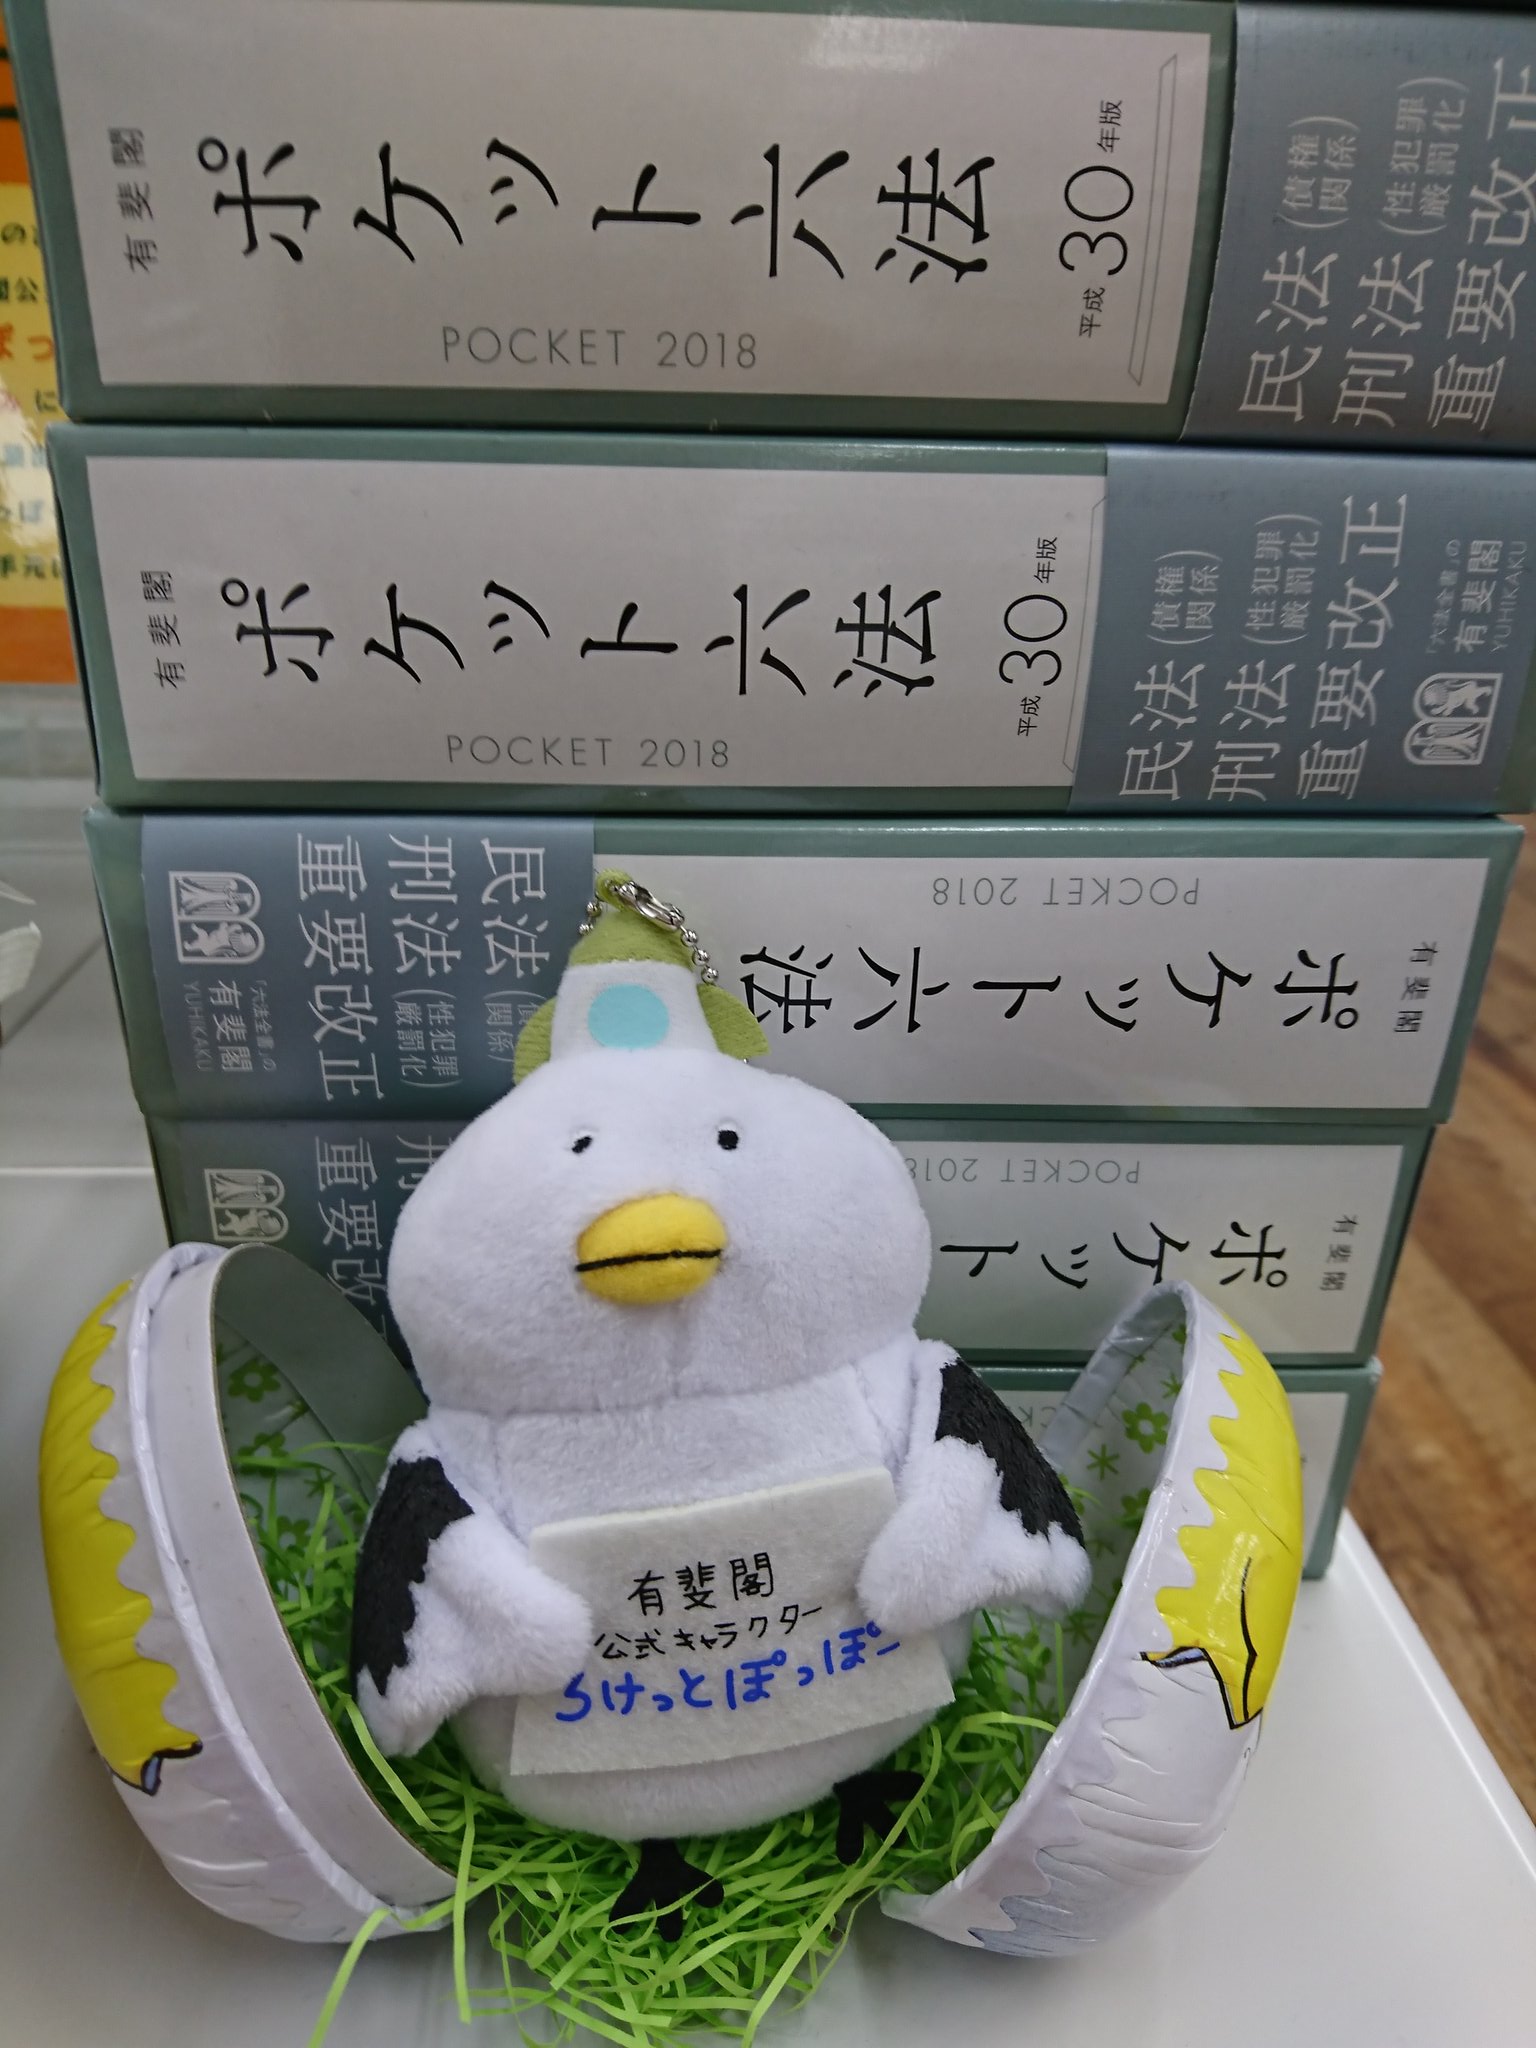 有斐閣
ポケット六法
平成30年版
POCKET 2018
民法(債権関係)
刑法(性犯罪厳罰化)
重要改正
有斐閣
ポケット六法
平成30年版
POCKET 2018
民法(債権関係)
刑法(性犯罪厳罰化)
重要改正
「六法全書」の
有斐閣
YUHIKAKU
有斐閣
ポケット六法
POCKET 2018
民法
刑法(性犯罪厳罰化)
重要改正
「六法全書」の
有斐閣
YUHIKAKU
有斐閣
ポケット
POCKET 2018
重要改
有斐閣
公式キャラクター
ろけっとぽっぽー